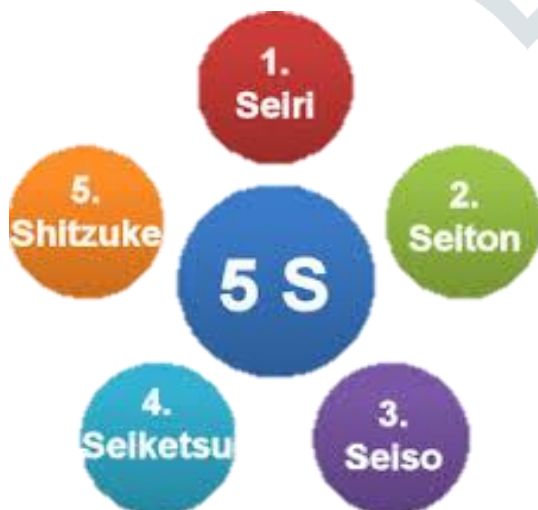 1.
Seiri
2.
Seiton
3.
Seiso
4.
Seiketsu
5.
Shitzuke
5 S